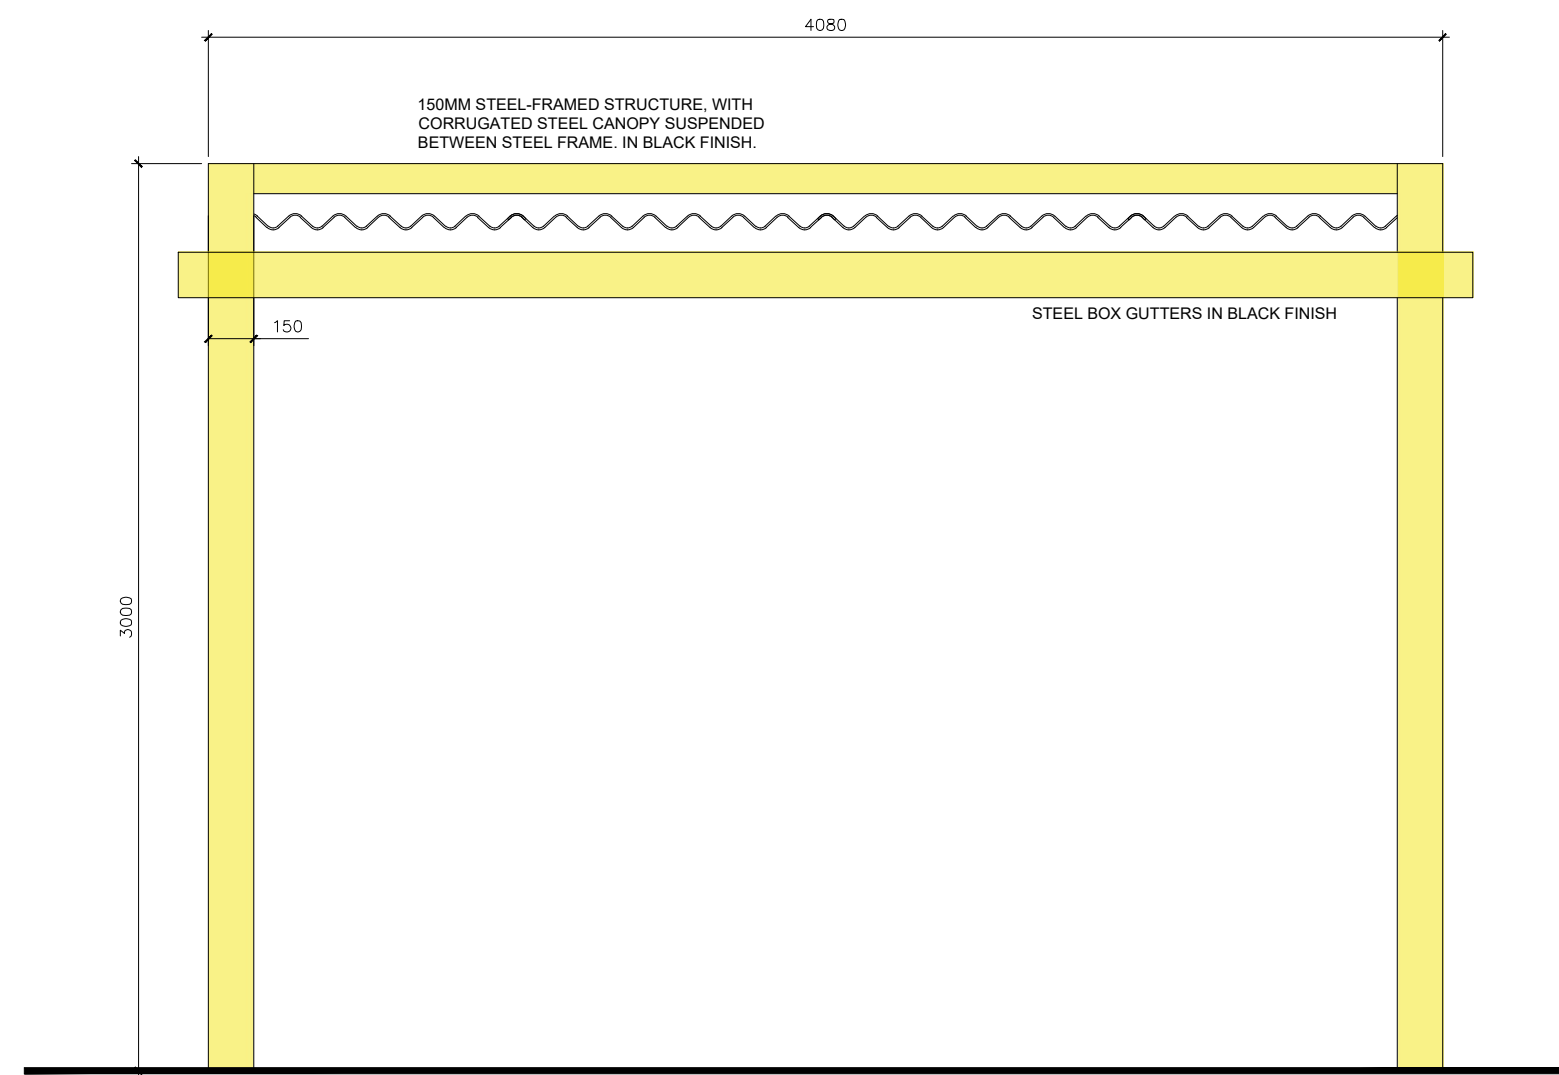 4080
150MM STEEL-FRAMED STRUCTURE, WITH
CORRUGATED STEEL CANOPY SUSPENDED
BETWEEN STEEL FRAME. IN BLACK FINISH.
STEEL BOX GUTTERS IN BLACK FINISH
150
3000